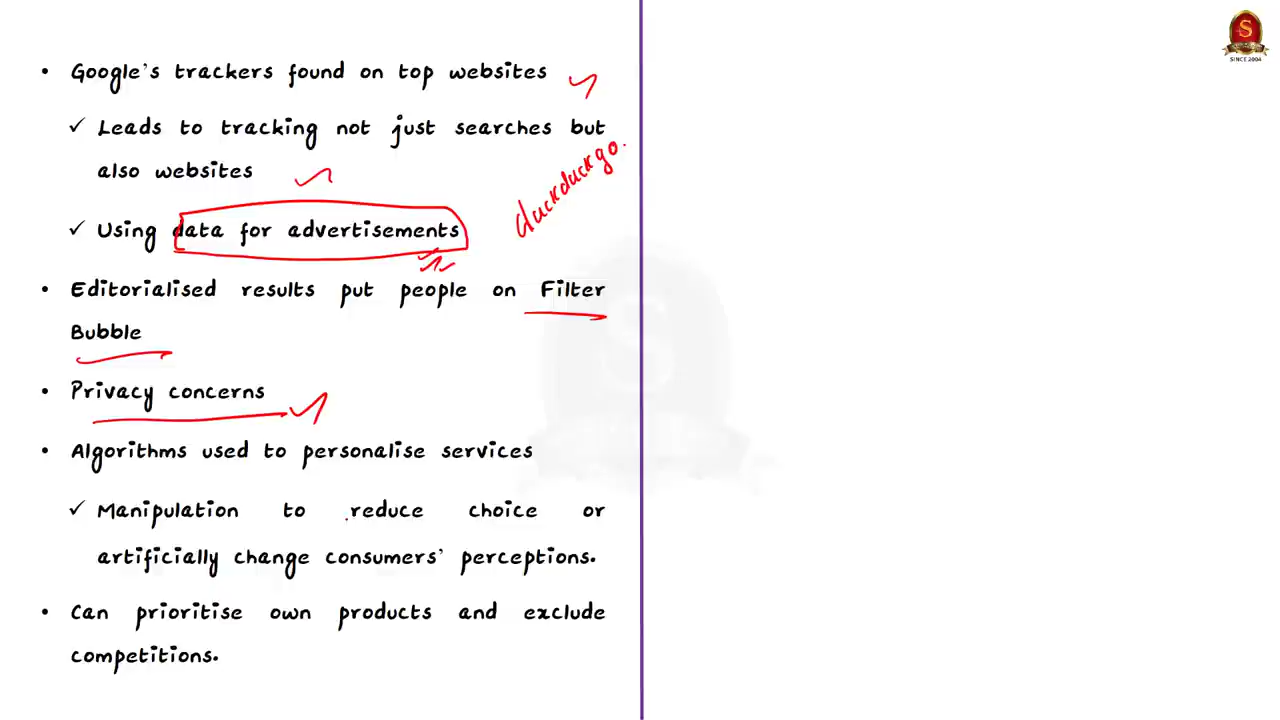 • Google's trackers found on top websites
✓ Leads to tracking not just searches but
also websites
duckduckgo.
✓ Using data for advertisements
• Editorialised results put people on Filter
Bubble
• Privacy concerns
• Algorithms used to personalise services
✓ Manipulation to reduce choice or
artificially change consumers' perceptions.
• Can prioritise own products and exclude
competitions.
S
SINCE 2004